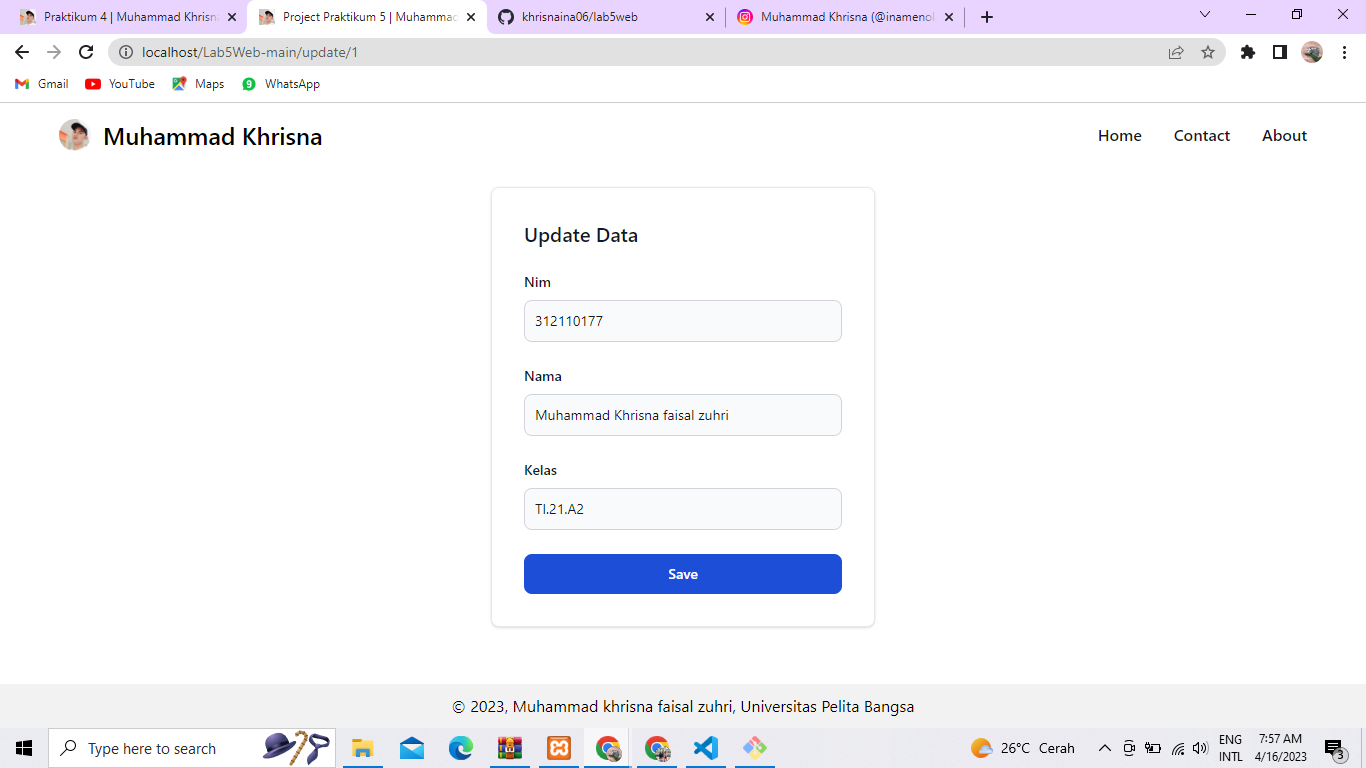 Praktikum 4 | Muhammad Khrisn
Project Praktikum 5 | Muhammad
khrisnaina06/lab5web
Muhammad Khrisna (@inamenol
localhost/Lab5Web-main/update/1
Gmail
YouTube
Maps
9
WhatsApp
Muhammad Khrisna
Home
Contact
About
Update Data
Nim
312110177
Nama
Muhammad Khrisna faisal zuhri
Kelas
TI.21.A2
Save
© 2023, Muhammad khrisna faisal zuhri, Universitas Pelita Bangsa
Type here to search
26°C Cerah
ENG
INTL
7:57 AM
4/16/2023
3